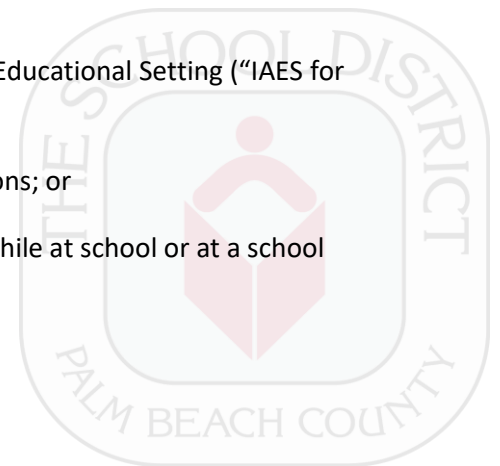 Educational Setting (“IAES for
ons; or
hile at school or at a school
THE SCHOOL DISTRICT
PALM BEACH COUNTY